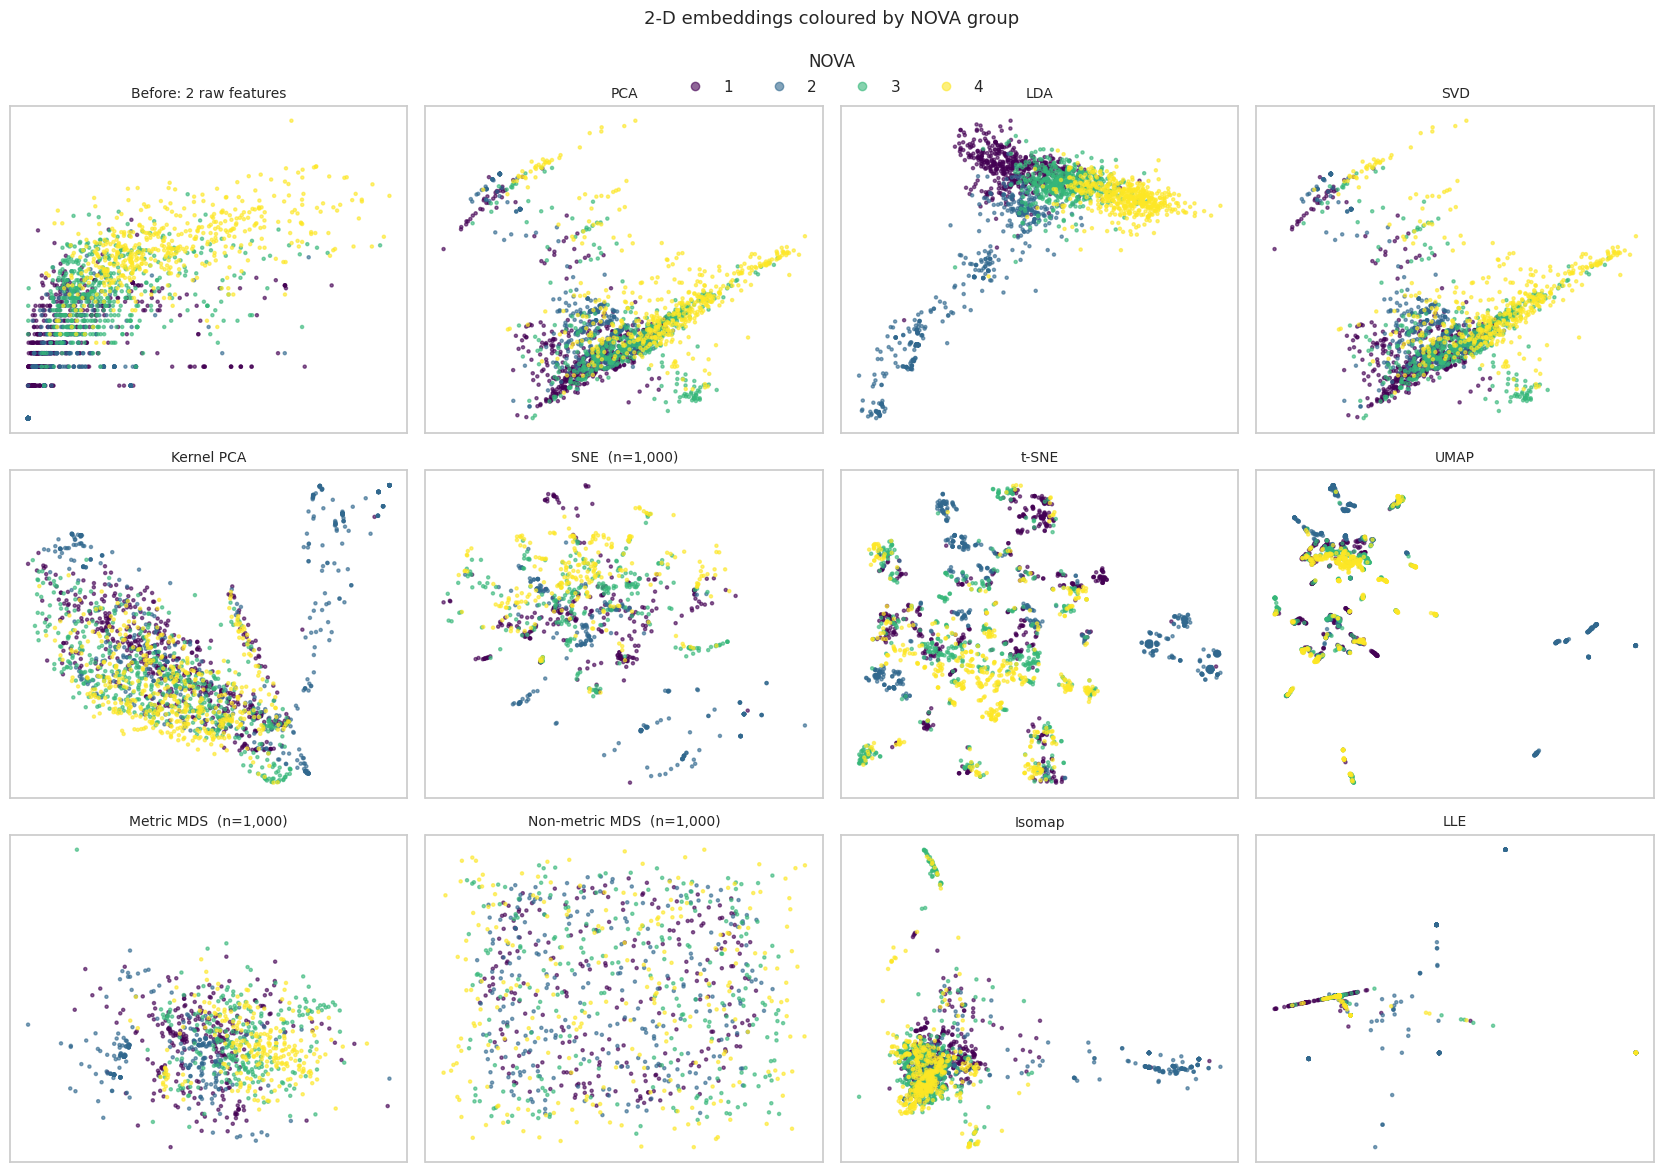 2-D embeddings coloured by NOVA group
NOVA
1 2 3 4
Before: 2 raw features
PCA
LDA
SVD
Kernel PCA
SNE (n=1,000)
t-SNE
UMAP
Metric MDS (n=1,000)
Non-metric MDS (n=1,000)
Isomap
LLE